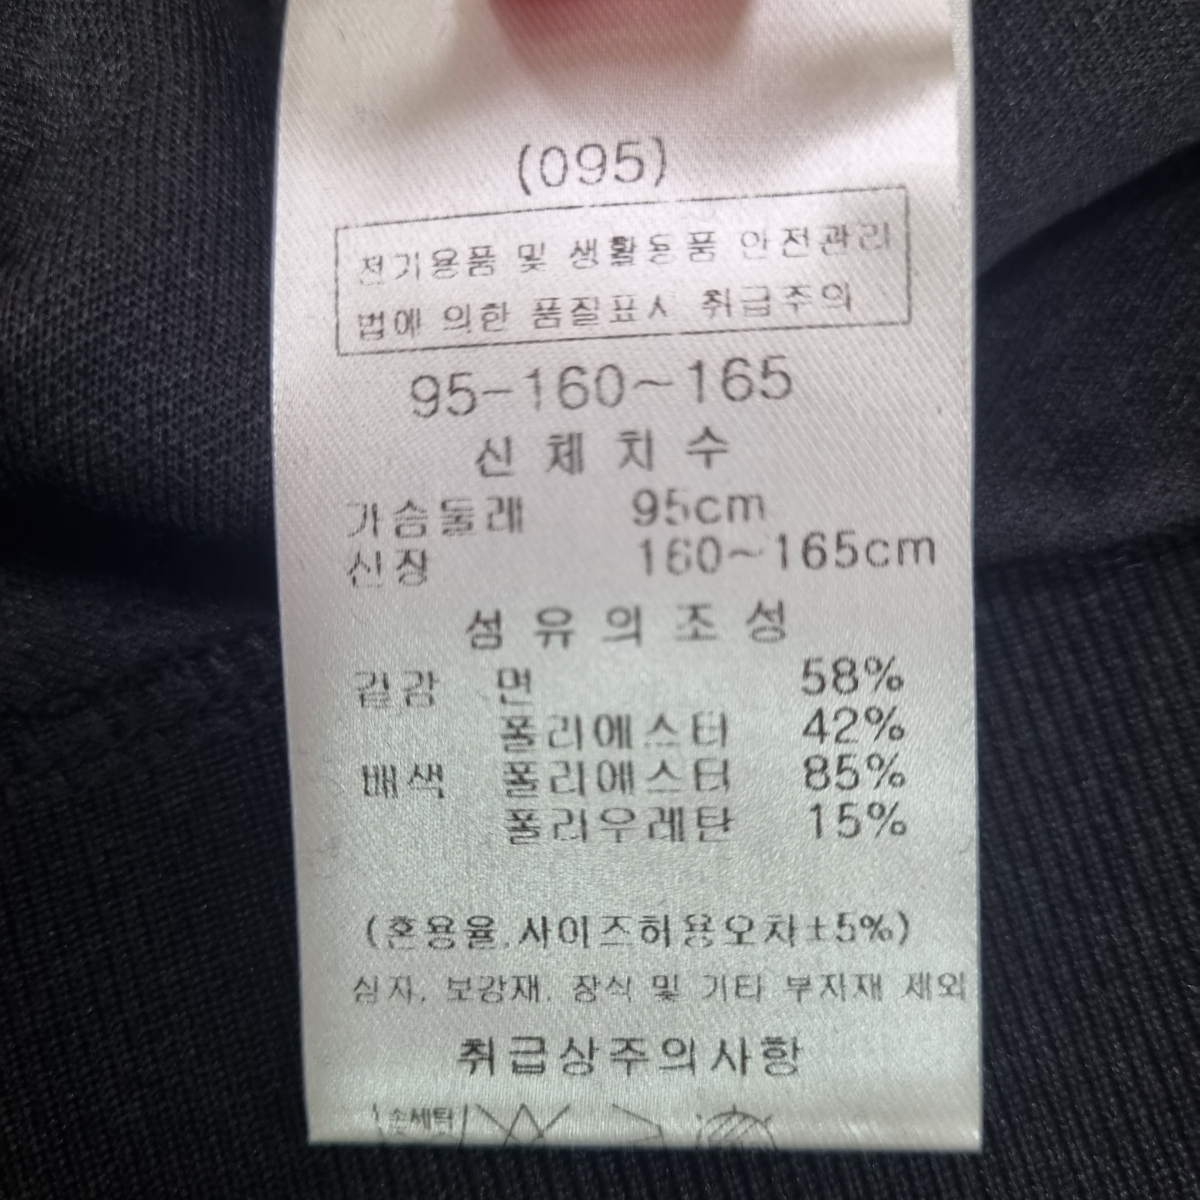 (095)
전기용품 및 생활용품 안전관리
법에 의한 품질표시 취급주의
95-160~165
신체치수
가슴둘레 95cm
신장 160~165cm
섬유의조성
겉감 면 58%
폴리에스터 42%
배색 폴리에스터 85%
폴리우레탄 15%
(혼용율,사이즈허용오차±5%)
심지, 보강재, 장식 및 기타 부자재 제외
취급상주의사항
손세탁